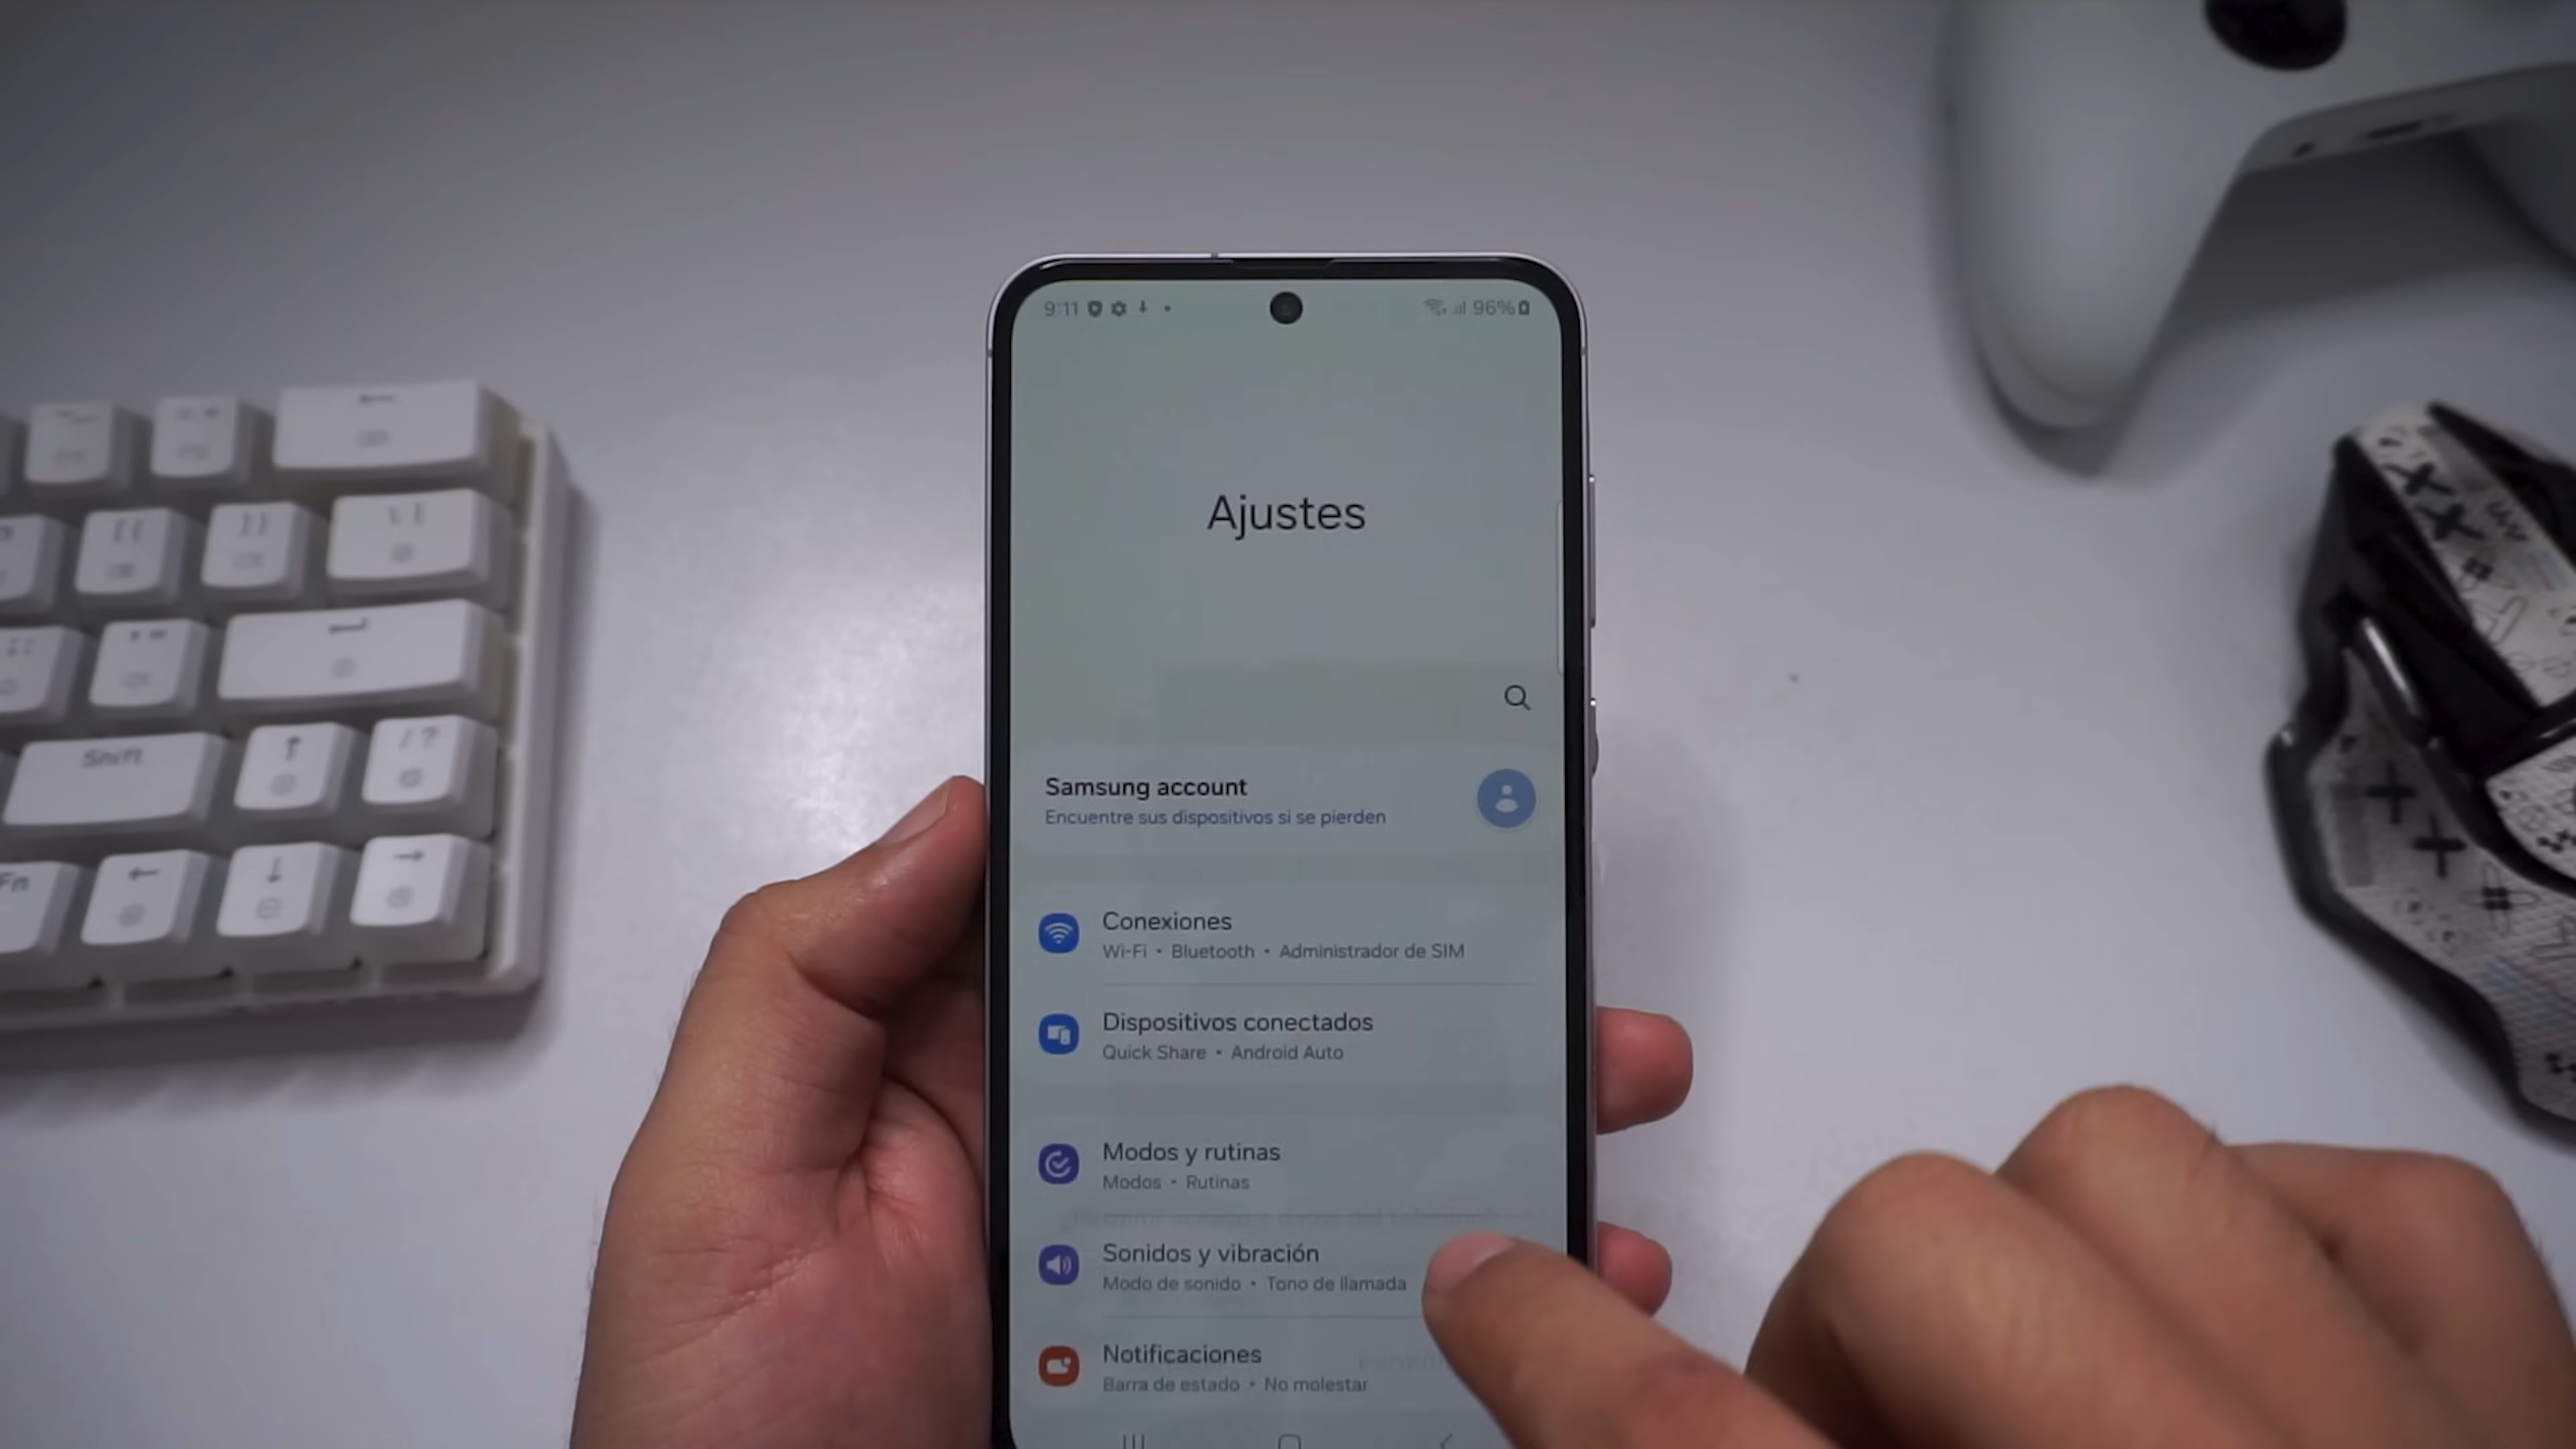 9:11
96%
Ajustes
Samsung account
Encuentre sus dispositivos si se pierden
Conexiones
Wi-Fi • Bluetooth • Administrador de SIM
Dispositivos conectados
Quick Share • Android Auto
Modos y rutinas
Modos • Rutinas
Sonidos y vibración
Modo de sonido • Tono de llamada
Notificaciones
Barra de estado • No molestar
Shift
Fn